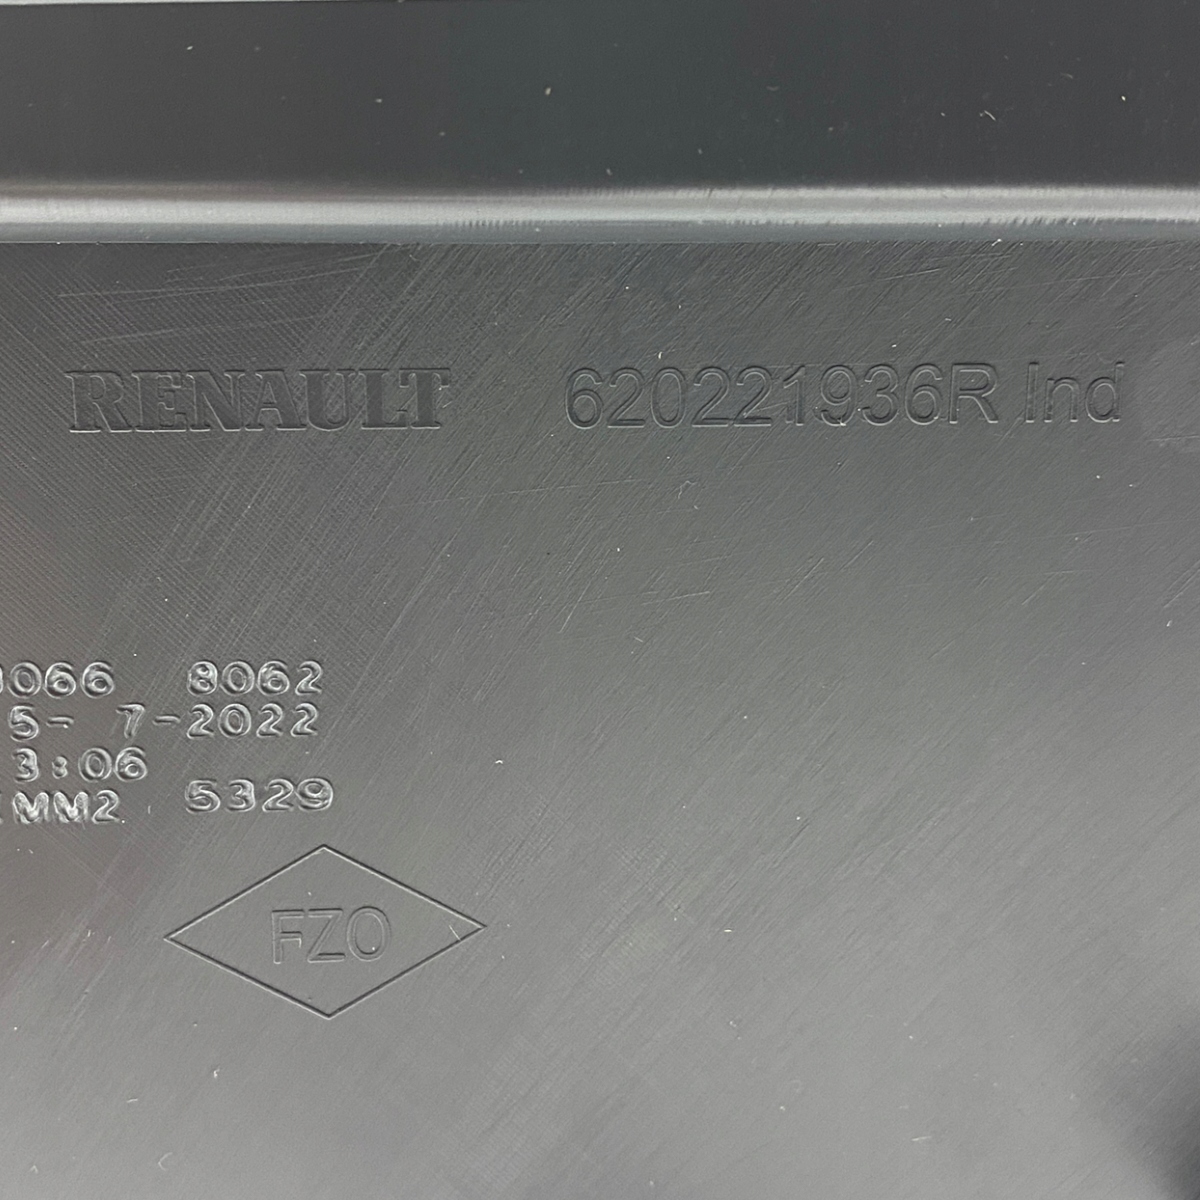 RENAULT 620221936R Ind
066 8062
5- 7-2022
3:06
MM2 5329
FZO